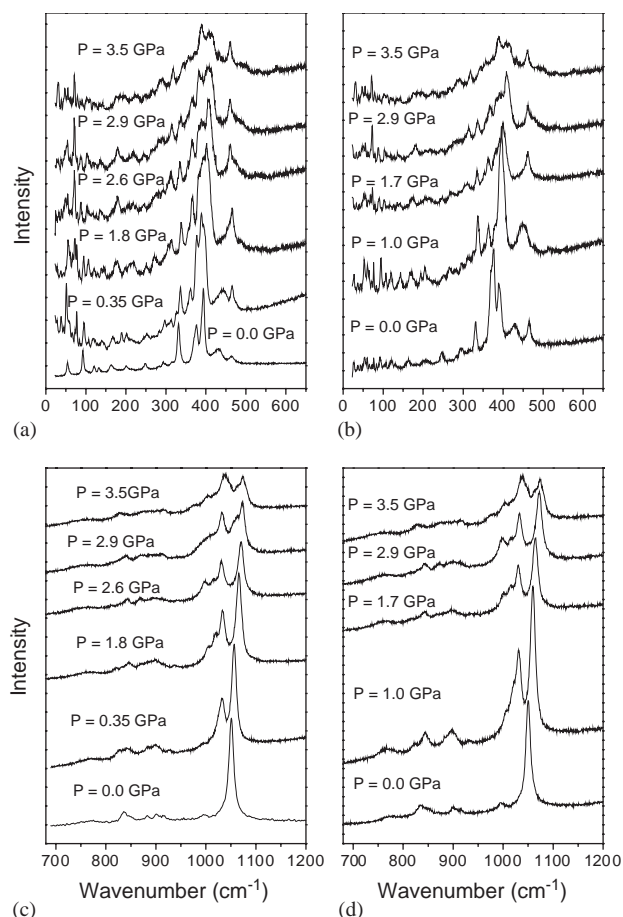 P = 3.5 GPa
P = 2.9 GPa
P = 2.6 GPa
P = 1.8 GPa
P = 0.35 GPa
P = 0.0 GPa
Intensity
0 100 200 300 400 500 600
(a)
P = 3.5 GPa
P = 2.9 GPa
P = 1.7 GPa
P = 1.0 GPa
P = 0.0 GPa
0 100 200 300 400 500 600
(b)
P = 3.5GPa
P = 2.9 GPa
P = 2.6 GPa
P = 1.8 GPa
P = 0.35 GPa
P = 0.0 GPa
Intensity
700 800 900 1000 1100 1200
Wavenumber (cm-1)
(c)
P = 3.5 GPa
P = 2.9 GPa
P = 1.7 GPa
P = 1.0 GPa
P = 0.0 GPa
700 800 900 1000 1100 1200
Wavenumber (cm-1)
(d)